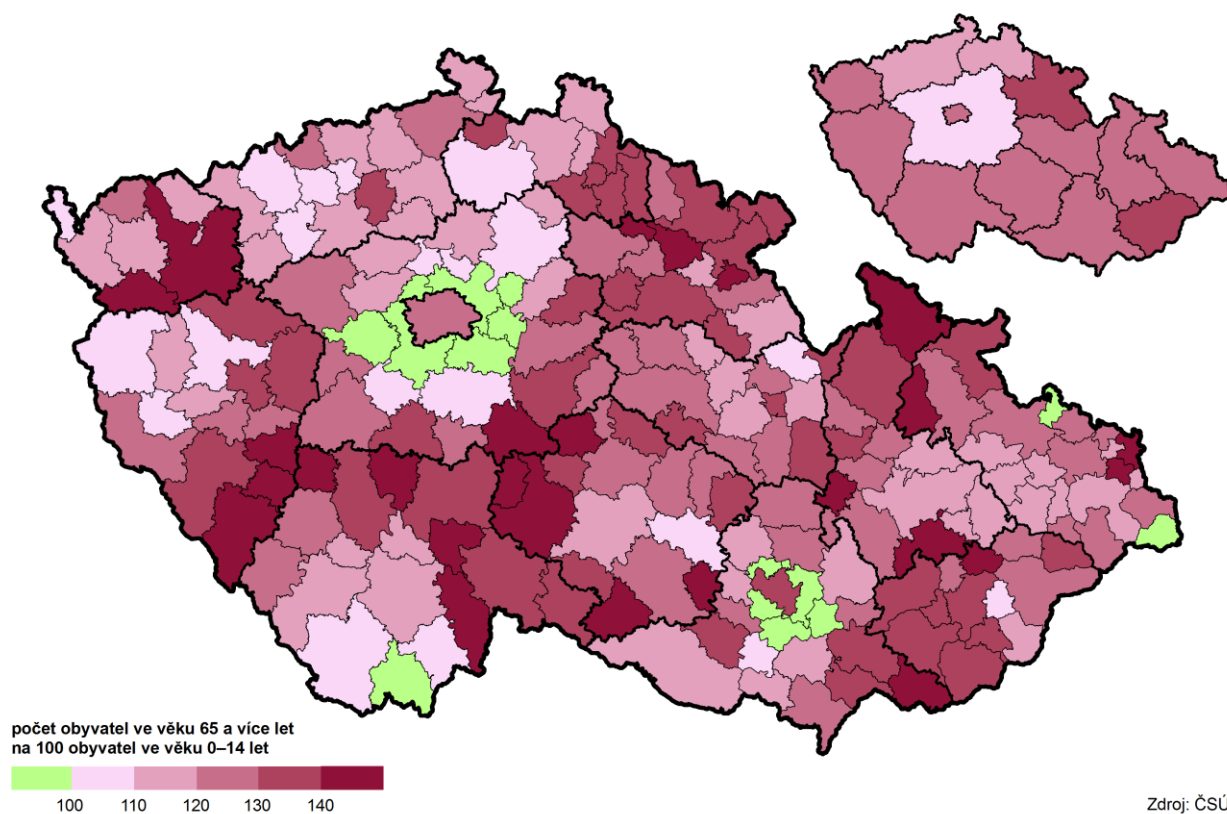 počet obyvatel ve věku 65 a více let
na 100 obyvatel ve věku 0–14 let
100 110 120 130 140
Zdroj: ČSÚ